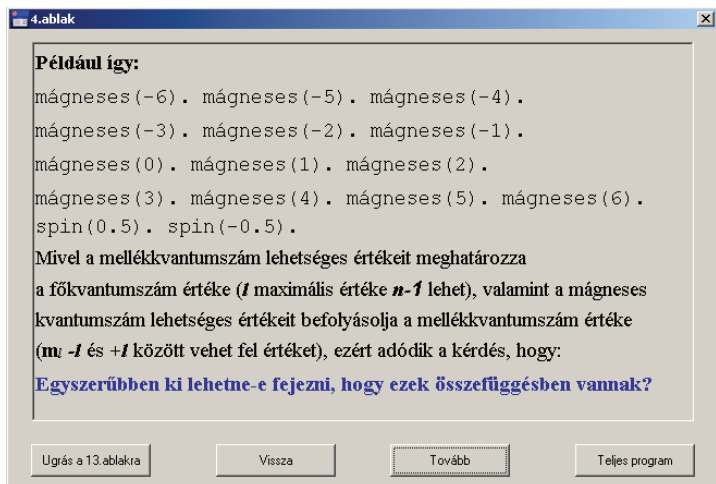 4.ablak
Például így:
mágneses(-6). mágneses(-5). mágneses(-4).
mágneses(-3). mágneses(-2). mágneses(-1).
mágneses(0). mágneses(1). mágneses(2).
mágneses(3). mágneses(4). mágneses(5). mágneses(6).
spin(0.5). spin(-0.5).
Mivel a mellékkvantumszám lehetséges értékeit meghatározza
a főkvantumszám értéke (l maximális értéke n-1 lehet), valamint a mágneses
kvantumszám lehetséges értékeit befolyásolja a mellékkvantumszám értéke
(ml -l és +l között vehet fel értéket), ezért adódik a kérdés, hogy:
Egyszerűbben ki lehetne-e fejezni, hogy ezek összefüggésben vannak?
Ugrás a 13.ablakra Vissza Tovább Teljes program